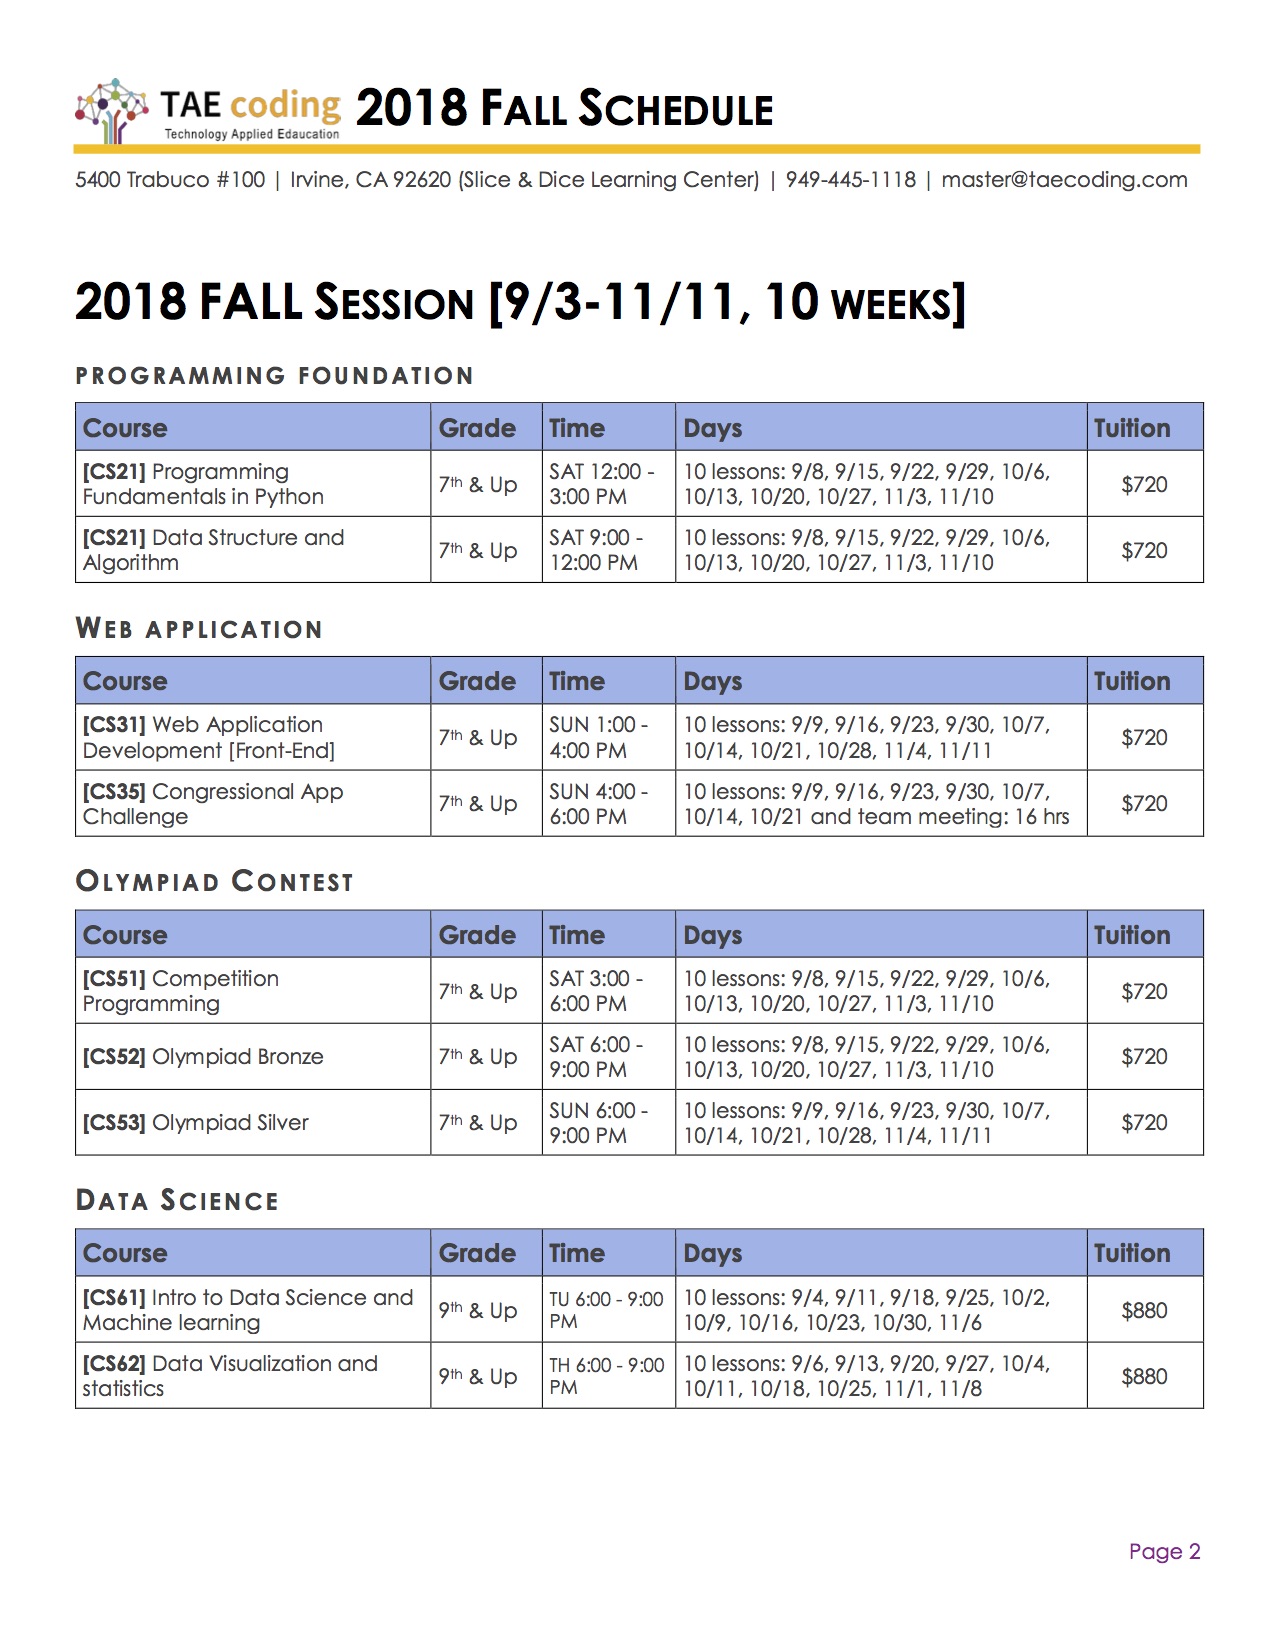 TAE coding 2018 FALL SCHEDULE
Technology Applied Edaucation
5400 Trabuco #100 | Irvine, CA 92620 (Slice & Dice Learning Center) | 949-445-1118 | master@taecoding.com
2018 FALL SESSION [9/3-11/11, 10 WEEKS]
PROGRAMMING FOUNDATION
Course Grade Time Days Tuition
[CS21] Programming Fundamentals in Python 7th & Up SAT 12:00 - 3:00 PM 10 lessons: 9/8, 9/15, 9/22, 9/29, 10/6, 10/13, 10/20, 10/27, 11/3, 11/10 $720
[CS21] Data Structure and Algorithm 7th & Up SAT 9:00 - 12:00 PM 10 lessons: 9/8, 9/15, 9/22, 9/29, 10/6, 10/13, 10/20, 10/27, 11/3, 11/10 $720
WEB APPLICATION
Course Grade Time Days Tuition
[CS31] Web Application Development [Front-End] 7th & Up SUN 1:00 - 4:00 PM 10 lessons: 9/9, 9/16, 9/23, 9/30, 10/7, 10/14, 10/21, 10/28, 11/4, 11/11 $720
[CS35] Congressional App Challenge 7th & Up SUN 4:00 - 6:00 PM 10 lessons: 9/9, 9/16, 9/23, 9/30, 10/7, 10/14, 10/21 and team meeting: 16 hrs $720
OLYMPIAD CONTEST
Course Grade Time Days Tuition
[CS51] Competition Programming 7th & Up SAT 3:00 - 6:00 PM 10 lessons: 9/8, 9/15, 9/22, 9/29, 10/6, 10/13, 10/20, 10/27, 11/3, 11/10 $720
[CS52] Olympiad Bronze 7th & Up SAT 6:00 - 9:00 PM 10 lessons: 9/8, 9/15, 9/22, 9/29, 10/6, 10/13, 10/20, 10/27, 11/3, 11/10 $720
[CS53] Olympiad Silver 7th & Up SUN 6:00 - 9:00 PM 10 lessons: 9/9, 9/16, 9/23, 9/30, 10/7, 10/14, 10/21, 10/28, 11/4, 11/11 $720
DATA SCIENCE
Course Grade Time Days Tuition
[CS61] Intro to Data Science and Machine learning 9th & Up TU 6:00 - 9:00 PM 10 lessons: 9/4, 9/11, 9/18, 9/25, 10/2, 10/9, 10/16, 10/23, 10/30, 11/6 $880
[CS62] Data Visualization and statistics 9th & Up TH 6:00 - 9:00 PM 10 lessons: 9/6, 9/13, 9/20, 9/27, 10/4, 10/11, 10/18, 10/25, 11/1, 11/8 $880
Page 2